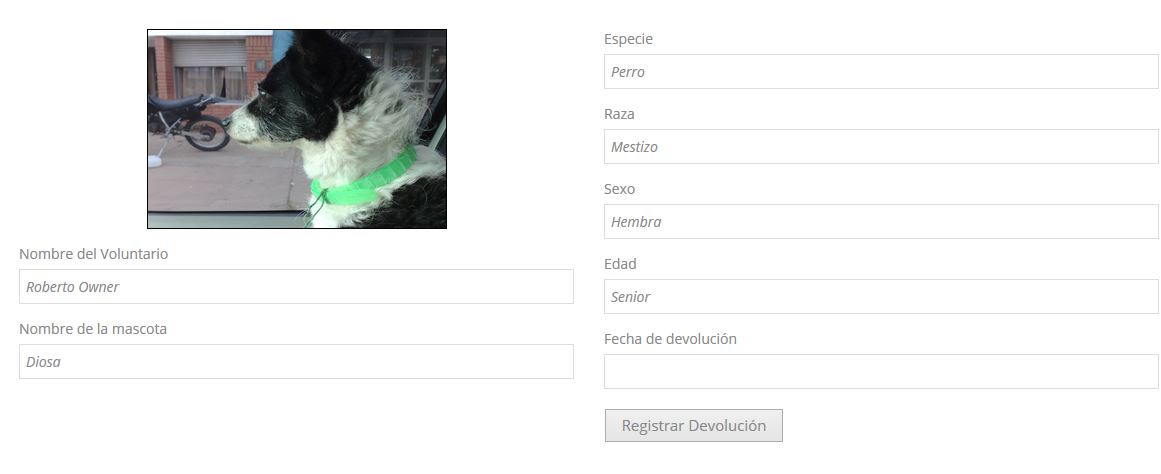 Nombre del Voluntario
Roberto Owner
Nombre de la mascota
Diosa
Especie
Perro
Raza
Mestizo
Sexo
Hembra
Edad
Senior
Fecha de devolución
Registrar Devolución